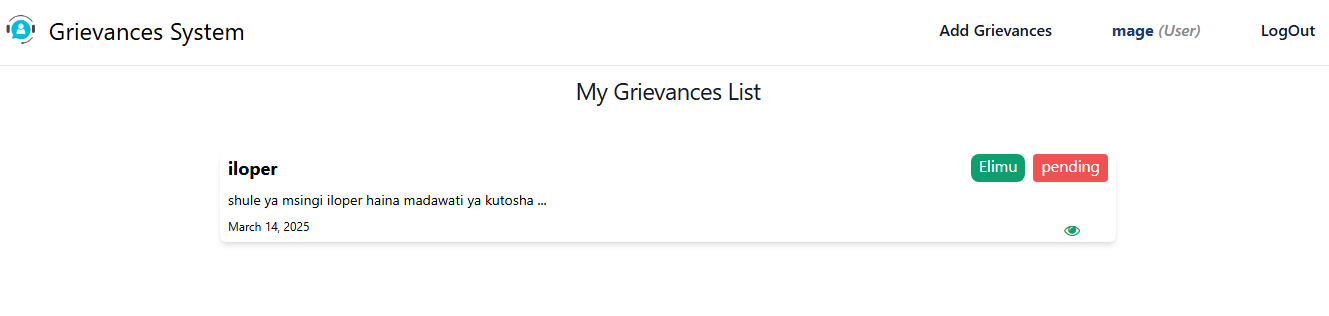 Grievances System
Add Grievances
mage (User)
LogOut
My Grievances List
iloper
Elimu
pending
shule ya msingi iloper haina madawati ya kutosha ...
March 14, 2025